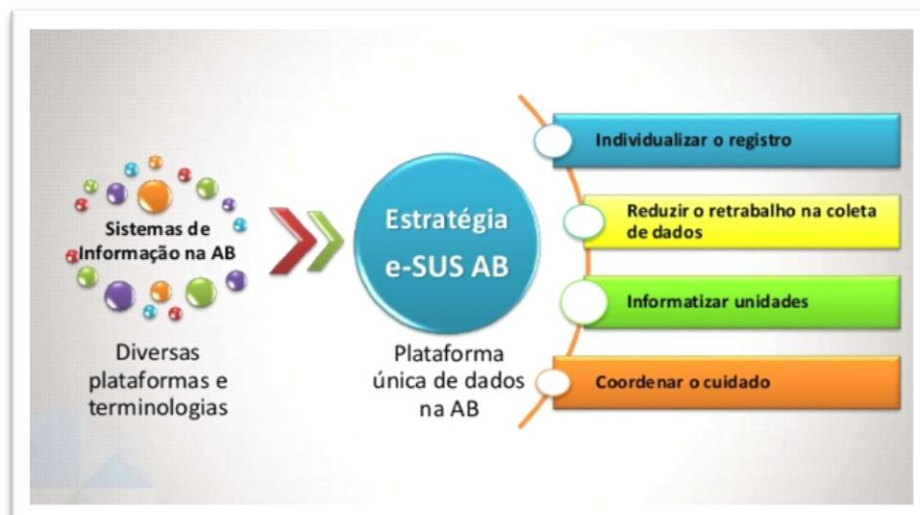 Sistemas de
Informação na AB
Diversas
plataformas e
terminologias
Estratégia
e-SUS AB
Plataforma
única de dados
na AB
Individualizar o registro
Reduzir o retrabalho na coleta
de dados
Informatizar unidades
Coordenar o cuidado